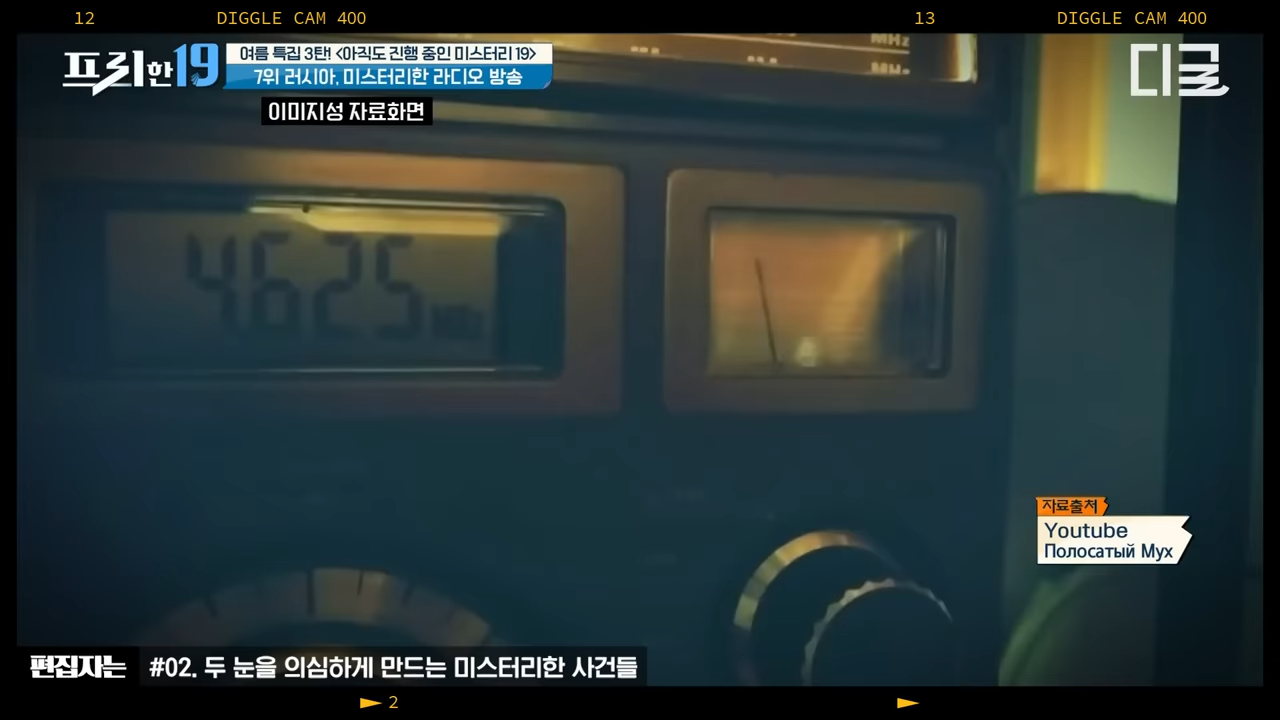 12 DIGGLE CAM 400 13 DIGGLE CAM 400
프리한19
여름 특집 3탄! <아직도 진행 중인 미스터리 19>
7위 러시아, 미스터리한 라디오 방송
이미지성 자료화면
디글
MHz
MHz
4625
자료출처
Youtube
Полосатый Мух
편집자는 #02. 두 눈을 의심하게 만드는 미스터리한 사건들
2